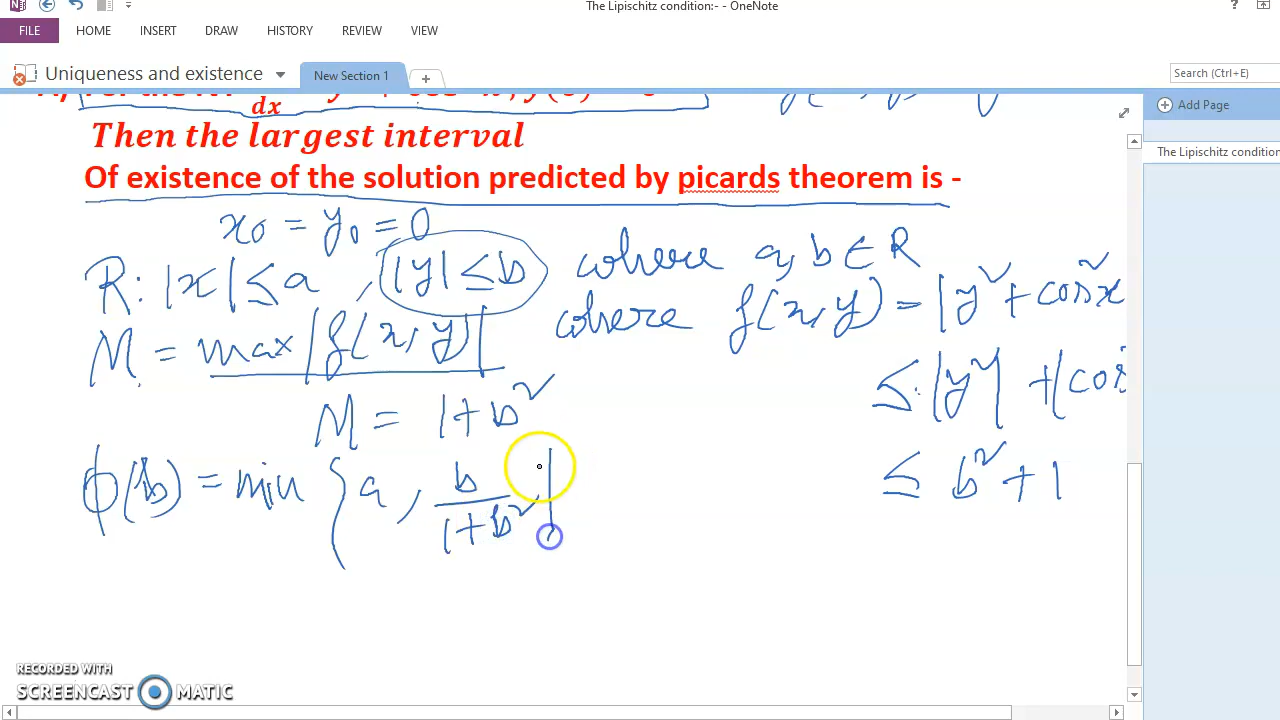 The Lipischitz condition:- - OneNote
FILE HOME INSERT DRAW HISTORY REVIEW VIEW
Uniqueness and existence New Section 1 + Search (Ctrl+E)
Add Page
dx
Then the largest interval
The Lipischitz condition
Of existence of the solution predicted by picards theorem is -
x₀ = y₀ = 0
R: |x| ≤ a , |y| ≤ b where a, b ∈ R
where f(x, y) = |y² + cos² x
M = max |f(x, y)|
≤ |y²| + |cos
M = 1 + b²
ϕ(b) = min { a , b / 1 + b²
≤ b² + 1
RECORDED WITH
SCREENCAST MATIC